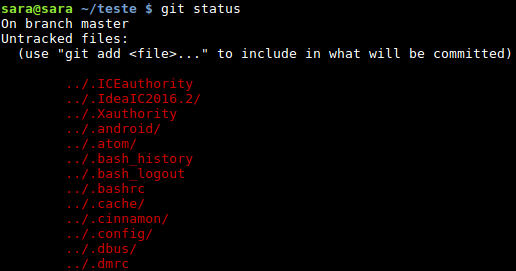 sara@sara ~/teste $ git status
On branch master
Untracked files:
  (use "git add <file>..." to include in what will be committed)

        ../.ICEauthority
        ../.IdeaIC2016.2/
        ../.Xauthority
        ../.android/
        ../.atom/
        ../.bash_history
        ../.bash_logout
        ../.bashrc
        ../.cache/
        ../.cinnamon/
        ../.config/
        ../.dbus/
        ../.dmrc